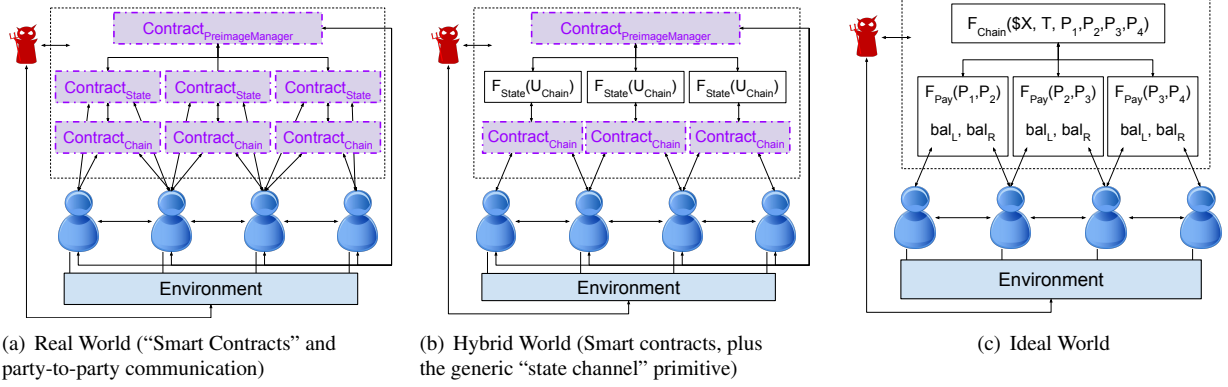 Contract_PreimageManager
Contract_State Contract_State Contract_State
Contract_Chain Contract_Chain Contract_Chain
Environment
(a) Real World (“Smart Contracts” and
party-to-party communication)
Contract_PreimageManager
F_State(U_Chain) F_State(U_Chain) F_State(U_Chain)
Contract_Chain Contract_Chain Contract_Chain
Environment
(b) Hybrid World (Smart contracts, plus
the generic “state channel” primitive)
F_Chain($X, T, P_1,P_2,P_3,P_4)
F_Pay(P_1,P_2) F_Pay(P_2,P_3) F_Pay(P_3,P_4)
bal_L, bal_R bal_L, bal_R bal_L, bal_R
Environment
(c) Ideal World